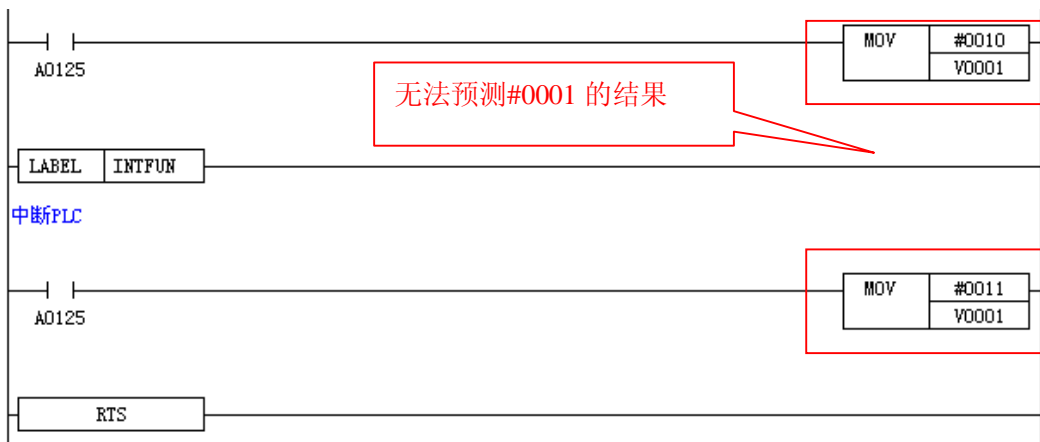 MOV #0010
V0001
A0125
无法预测#0001 的结果
LABEL INTFUN
中断PLC
MOV #0011
V0001
A0125
RTS